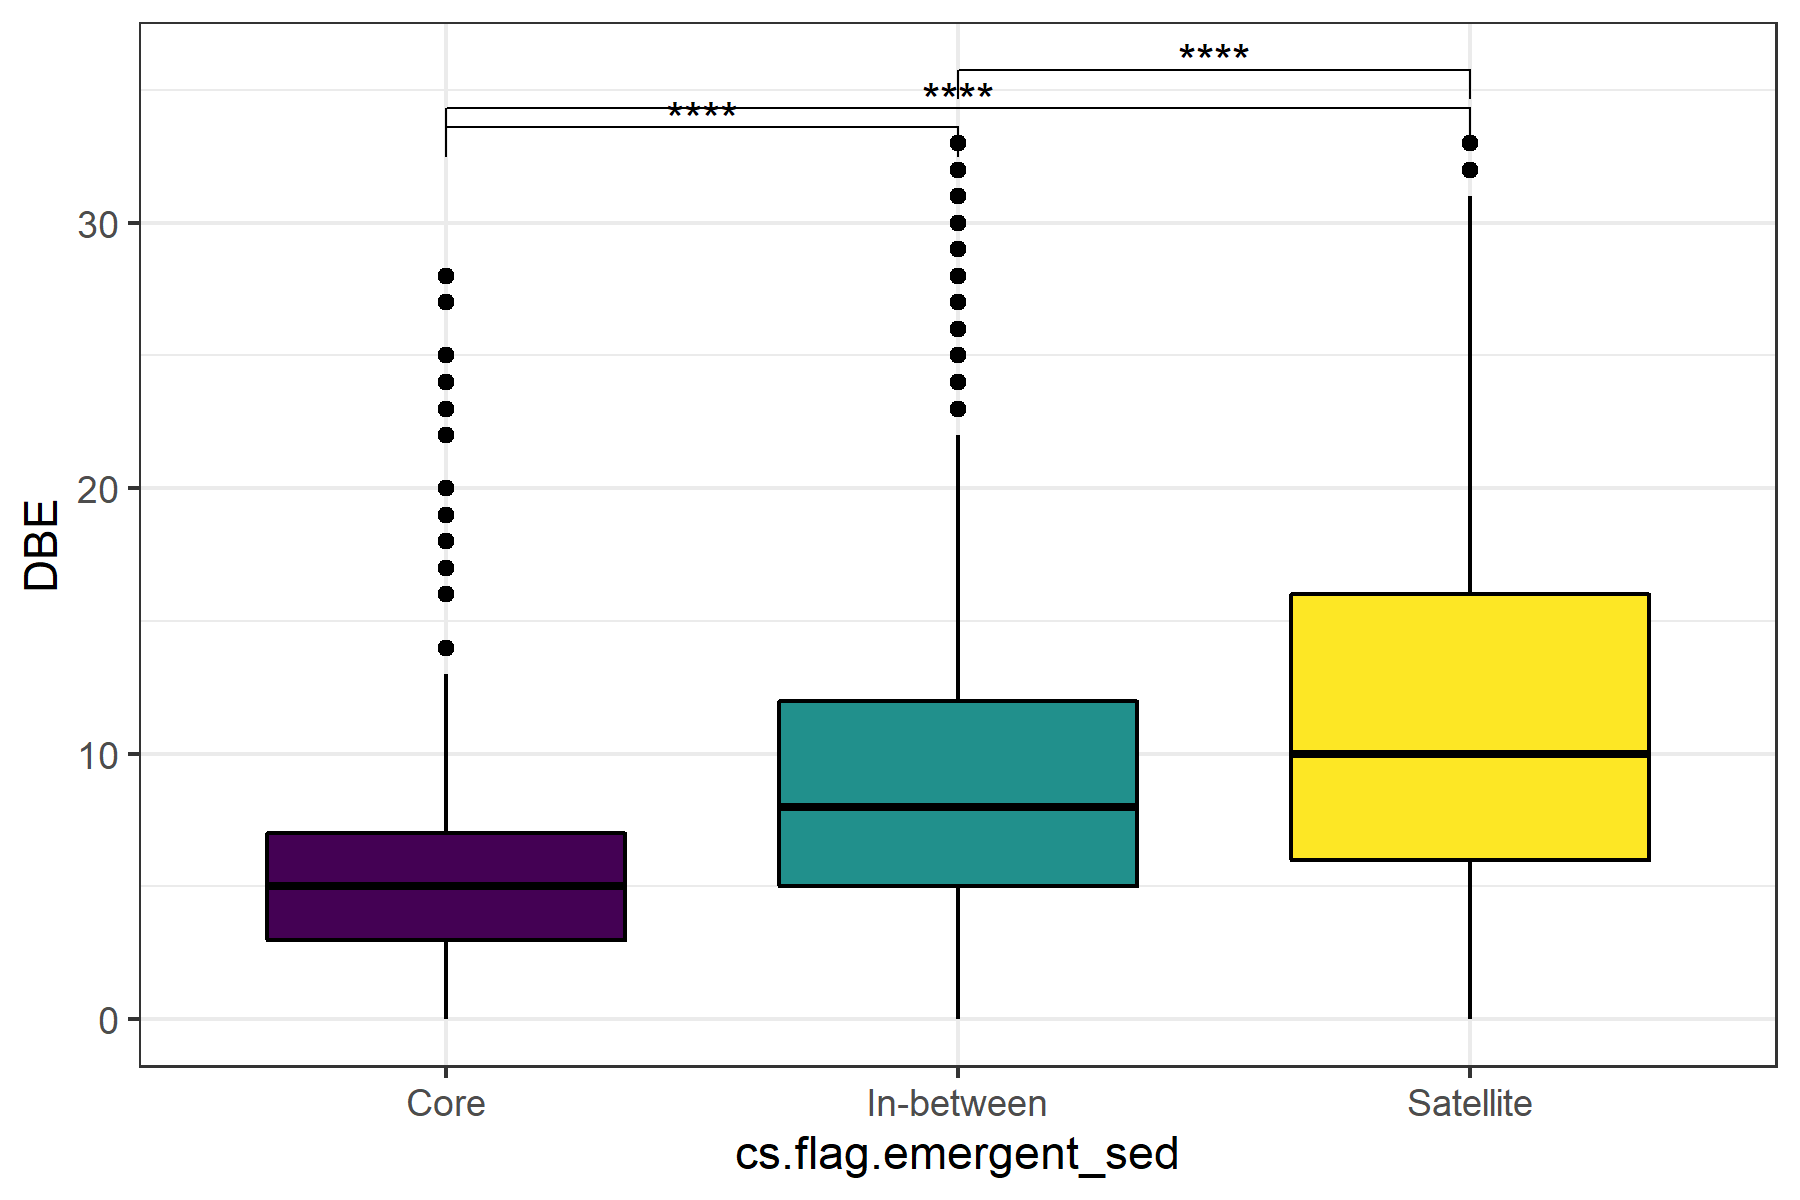 ****
****
****
30
20
10
0
DBE
Core
In-between
Satellite
cs.flag.emergent_sed